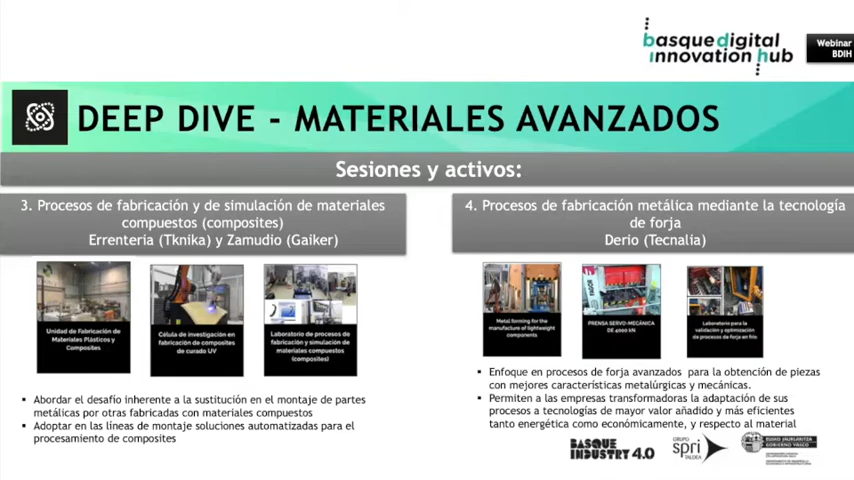 basque digital
innovation hub
Webinar
BDIH
DEEP DIVE - MATERIALES AVANZADOS
Sesiones y activos:
3. Procesos de fabricación y de simulación de materiales
compuestos (composites)
Errenteria (Tknika) y Zamudio (Gaiker)
Unidad de Fabricación de
Materiales Plásticos y
Composites
Célula de investigación en
fabricación de composites
de curado UV
Laboratorio de procesos de
fabricación y simulación de
materiales compuestos
(composites)
▪ Abordar el desafío inherente a la sustitución en el montaje de partes
metálicas por otras fabricadas con materiales compuestos
▪ Adoptar en las líneas de montaje soluciones automatizadas para el
procesamiento de composites
4. Procesos de fabricación metálica mediante la tecnología
de forja
Derio (Tecnalia)
Metal forming for the
manufacture of lightweight
components
PRENSA SERVO-MECÁNICA
DE 4000 kN
Laboratorio para la
validación y optimización
de procesos de forja en frío
▪ Enfoque en procesos de forja avanzados para la obtención de piezas
con mejores características metalúrgicas y mecánicas.
▪ Permiten a las empresas transformadoras la adaptación de sus
procesos a tecnologías de mayor valor añadido y más eficientes
tanto energética como económicamente, y respecto al material
BASQUE
INDUSTRY 4.0
GRUPO
spri
TALDEA
EUSKO JAURLARITZA
GOBIERNO VASCO